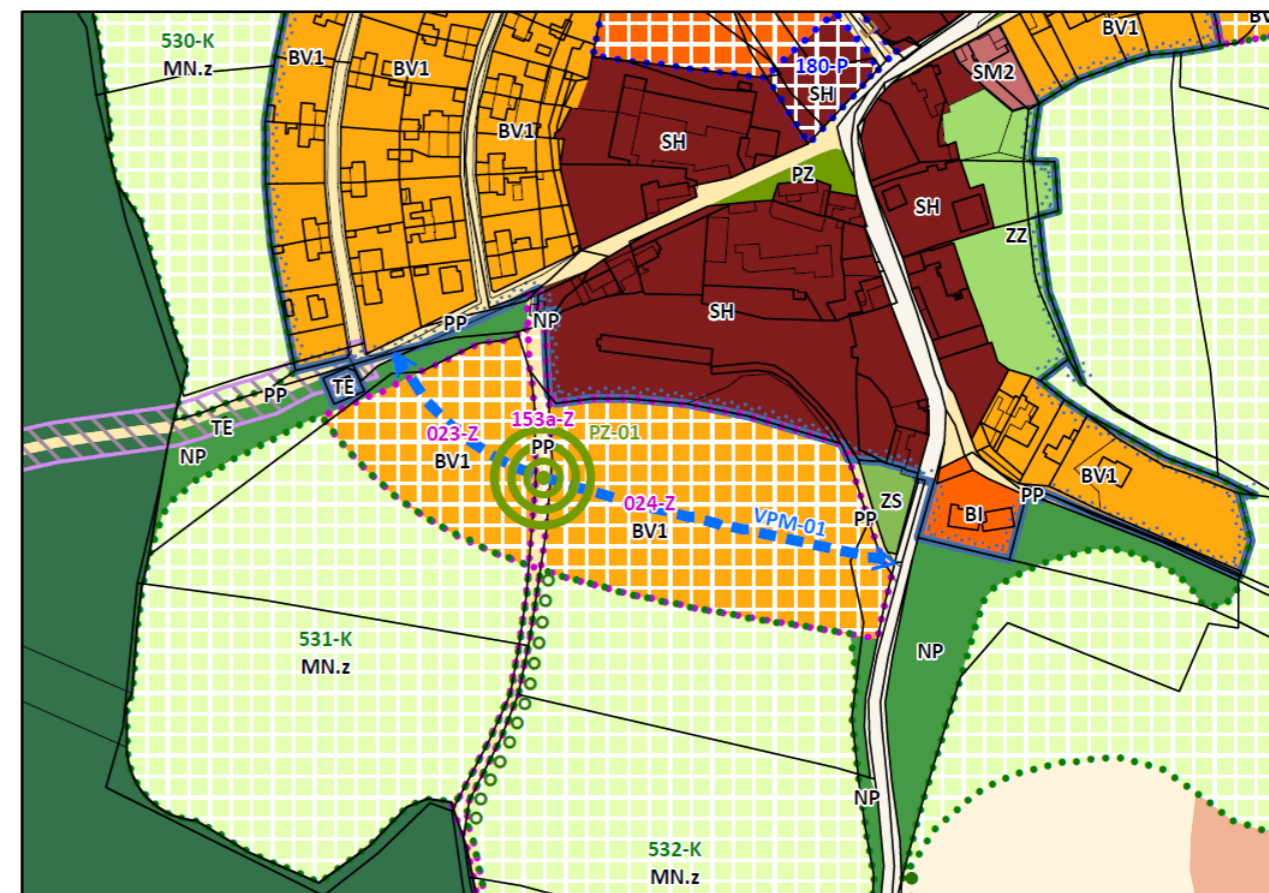 BV1
BV
530-K
MN.z
BV1
BV1
180-P
SH
SM2
BV1
SH
PZ
SH
ZZ
SH
PP
NP
TE
PP
TE
NP
153a-Z
023-Z
BV1
PP
PZ-01
024-Z
BV1
VPM-01
PP
ZS
BI
PP
BV1
531-K
MN.z
NP
NP
532-K
MN.z